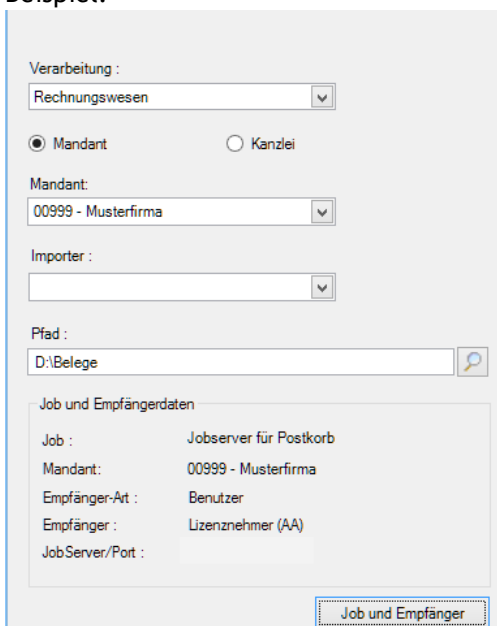 Beispiel:
Verarbeitung :
Rechnungswesen
Mandant Kanzlei
Mandant:
00999 - Musterfirma
Importer :
Pfad :
D:\Belege
Job und Empfängerdaten
Job : Jobserver für Postkorb
Mandant: 00999 - Musterfirma
Empfänger-Art : Benutzer
Empfänger : Lizenznehmer (AA)
JobServer/Port :
Job und Empfänger